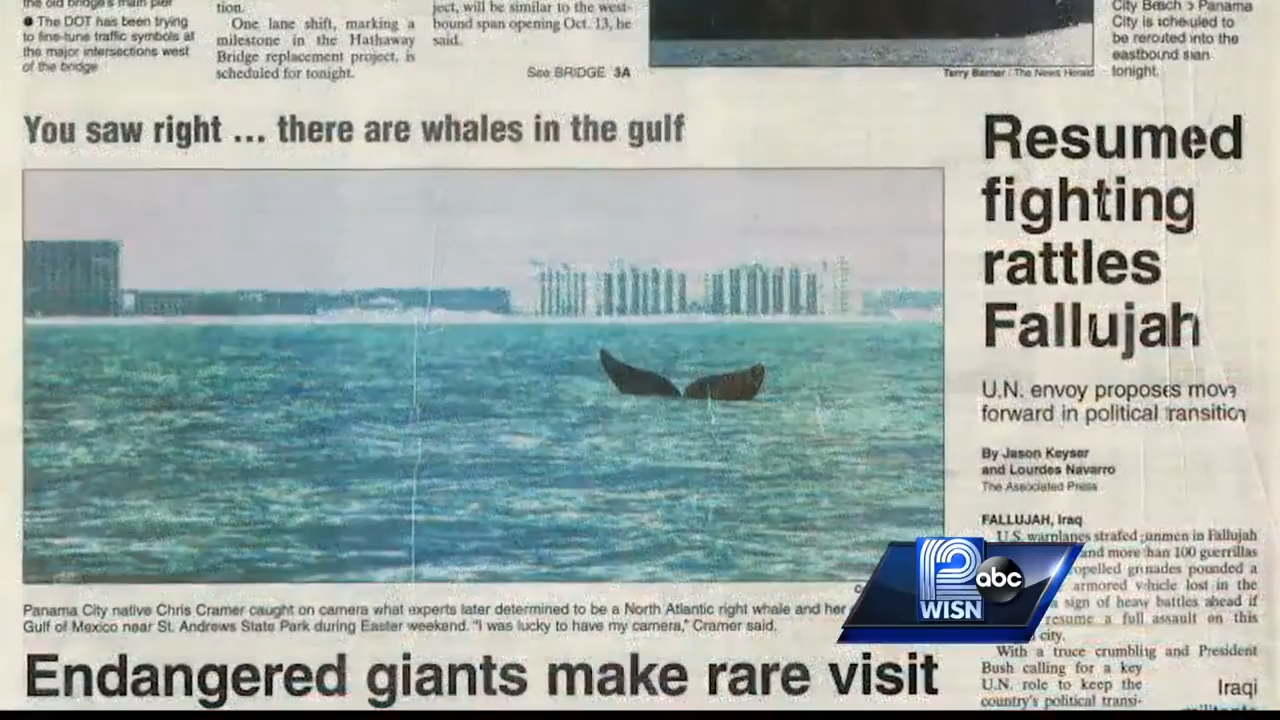 the old bridge's main pier
● The DOT has been trying
to fine-tune traffic symbols at
the major intersections west
of the bridge
tion.
One lane shift, marking a
milestone in the Hathaway
Bridge replacement project, is
scheduled for tonight.
ject, will be similar to the west-
bound span opening Oct. 13, he
said.
See BRIDGE 3A
Terry Barner / The News Herald
City Beach Panama
City is scheduled to
be rerouted into the
eastbound span
tonight.
You saw right ... there are whales in the gulf
Panama City native Chris Cramer caught on camera what experts later determined to be a North Atlantic right whale and her
Gulf of Mexico near St. Andrews State Park during Easter weekend. "I was lucky to have my camera," Cramer said.
Endangered giants make rare visit
Resumed
fighting
rattles
Fallujah
U.N. envoy proposes move
forward in political transition
By Jason Keyser
and Lourdes Navarro
The Associated Press
FALLUJAH, Iraq
U.S. warplanes strafed gunmen in Fallujah
and more than 100 guerrillas
opelled grenades pounded a
armored vehicle lost in the
a sign of heavy battles ahead if
resume a full assault on this
city.
With a truce crumbling and President
Bush calling for a key
U.N. role to keep the
country's political transi-
Iraqi
12
abc
WISN